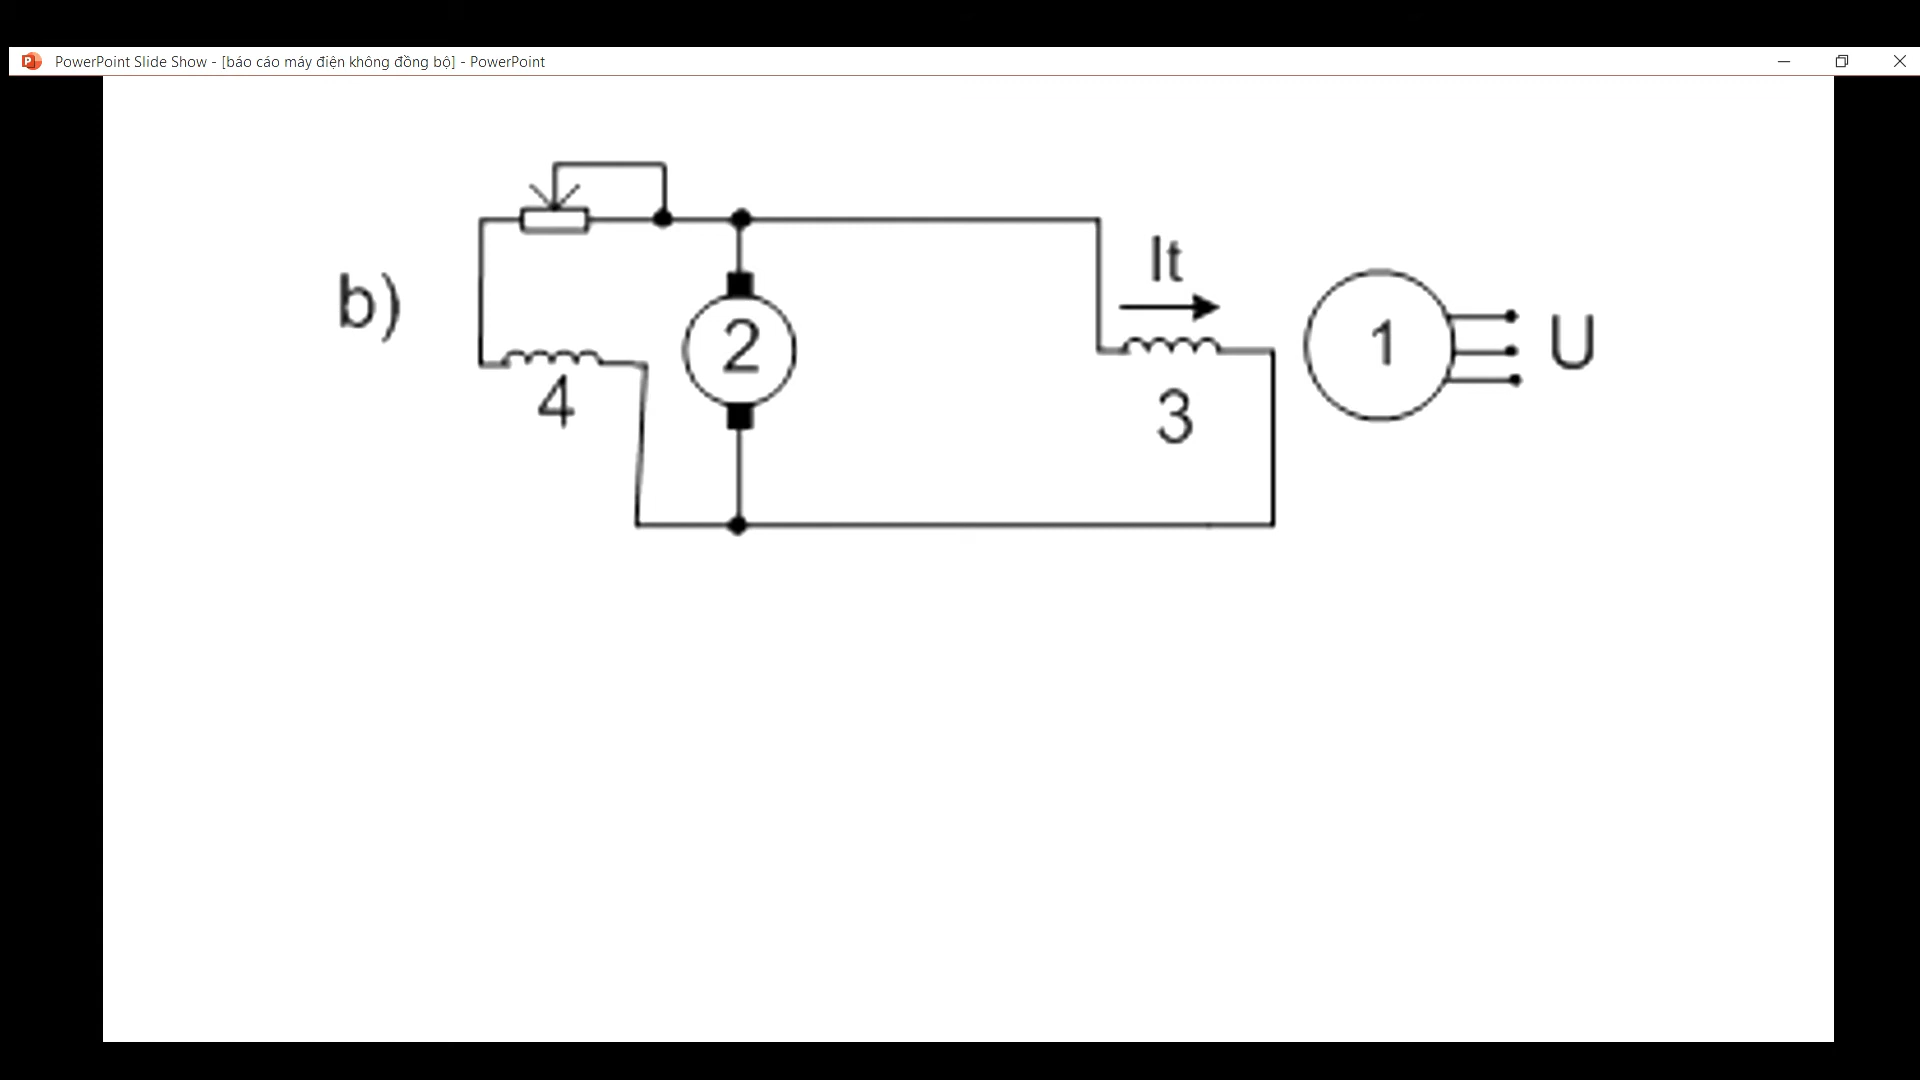 PowerPoint Slide Show - [báo cáo máy điện không đồng bộ] - PowerPoint
b)
It
2
1
U
4
3